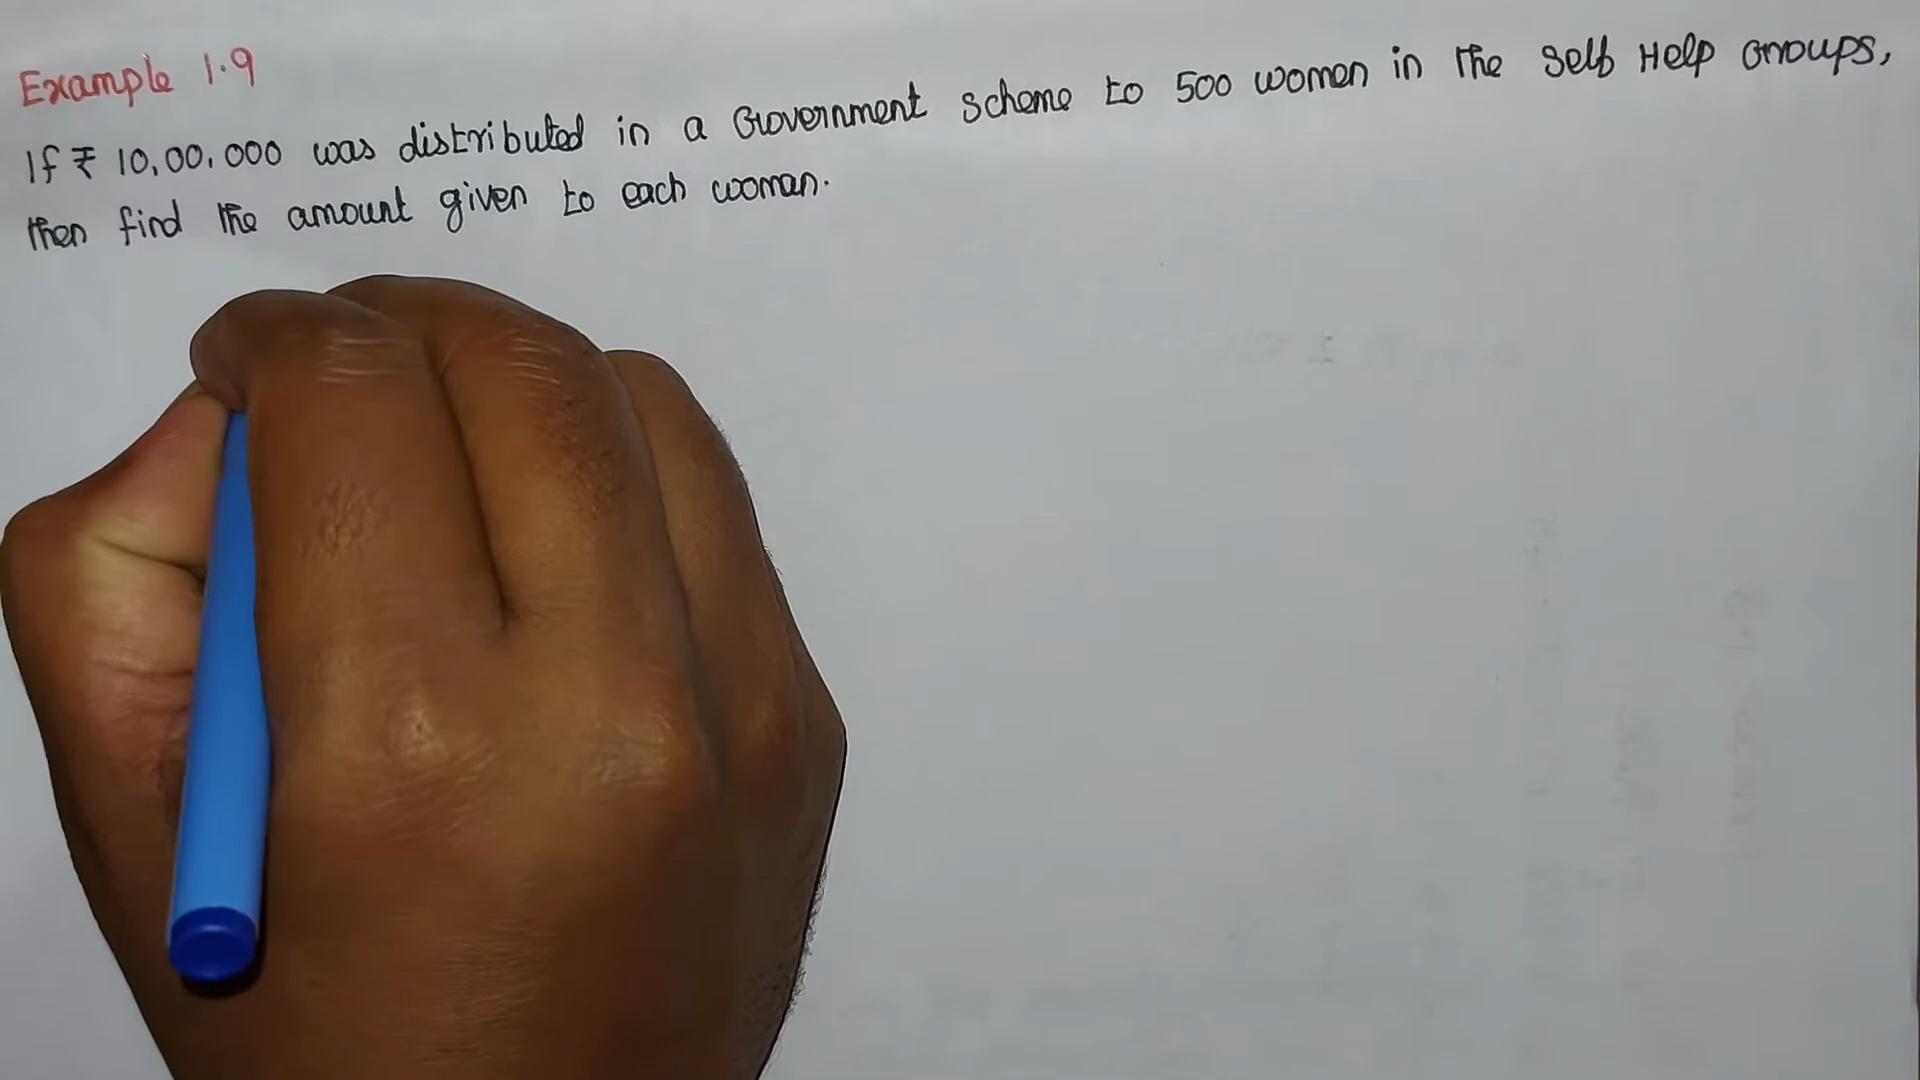 Example 1.9
If ₹ 10,00,000 was distributed in a Government scheme to 500 women in the Self Help Groups,
then find the amount given to each woman.